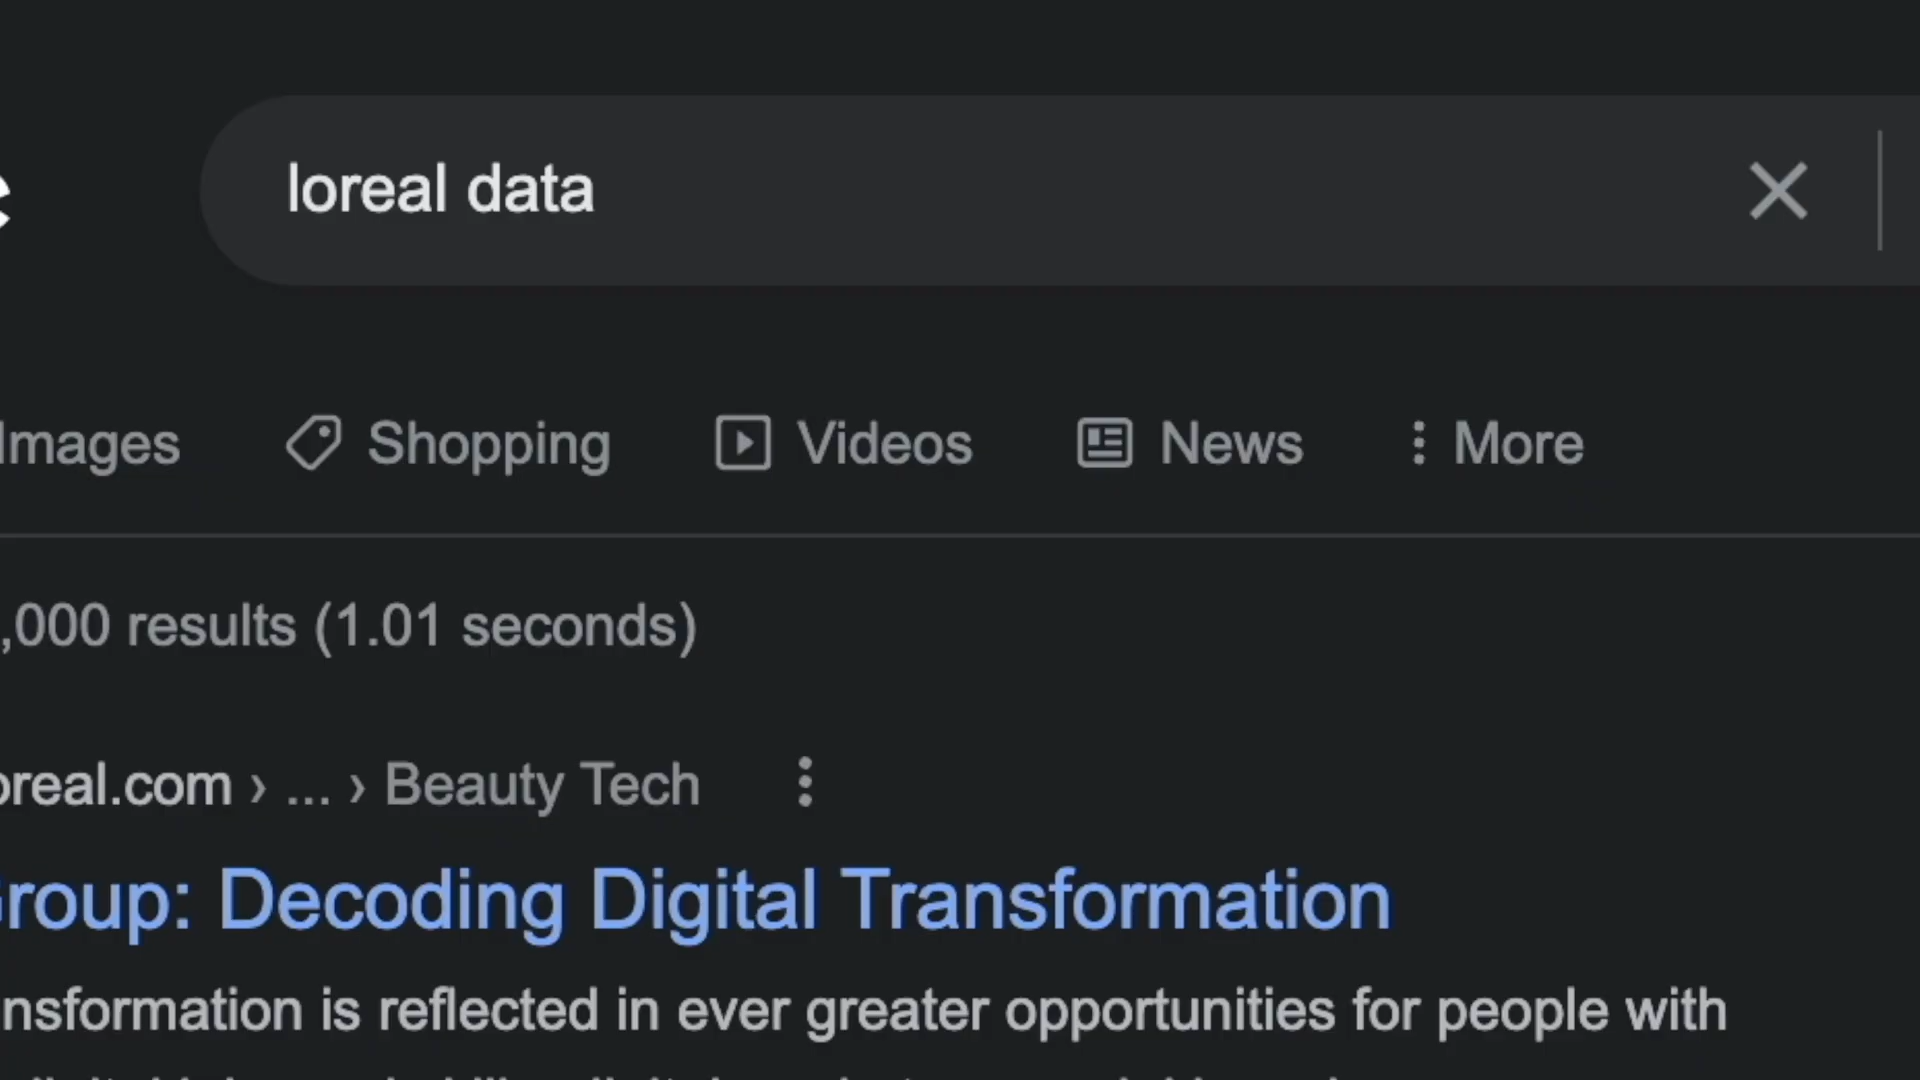 loreal data
Images Shopping Videos News More
,000 results (1.01 seconds)
oreal.com › ... › Beauty Tech
Group: Decoding Digital Transformation
nsformation is reflected in ever greater opportunities for people with